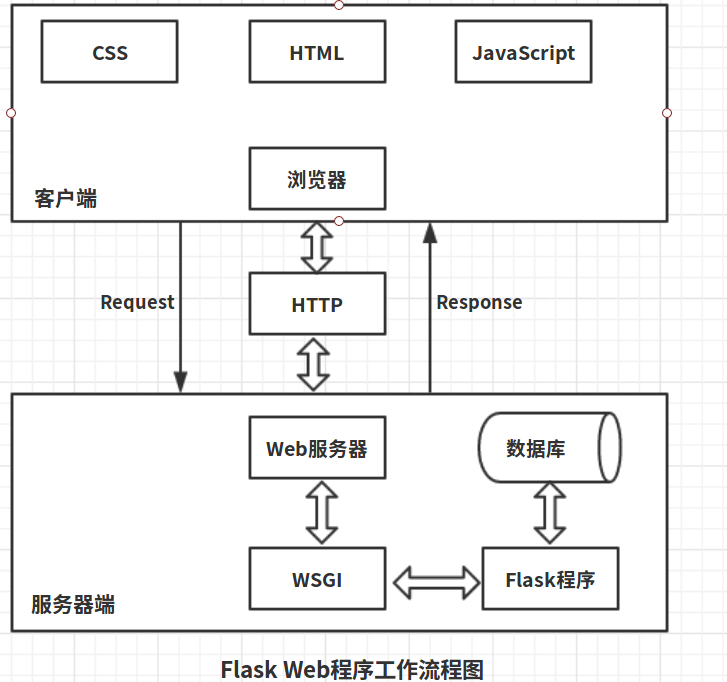 CSS
HTML
JavaScript
浏览器
客户端
Request
HTTP
Response
Web服务器
数据库
WSGI
Flask程序
服务器端
Flask Web程序工作流程图